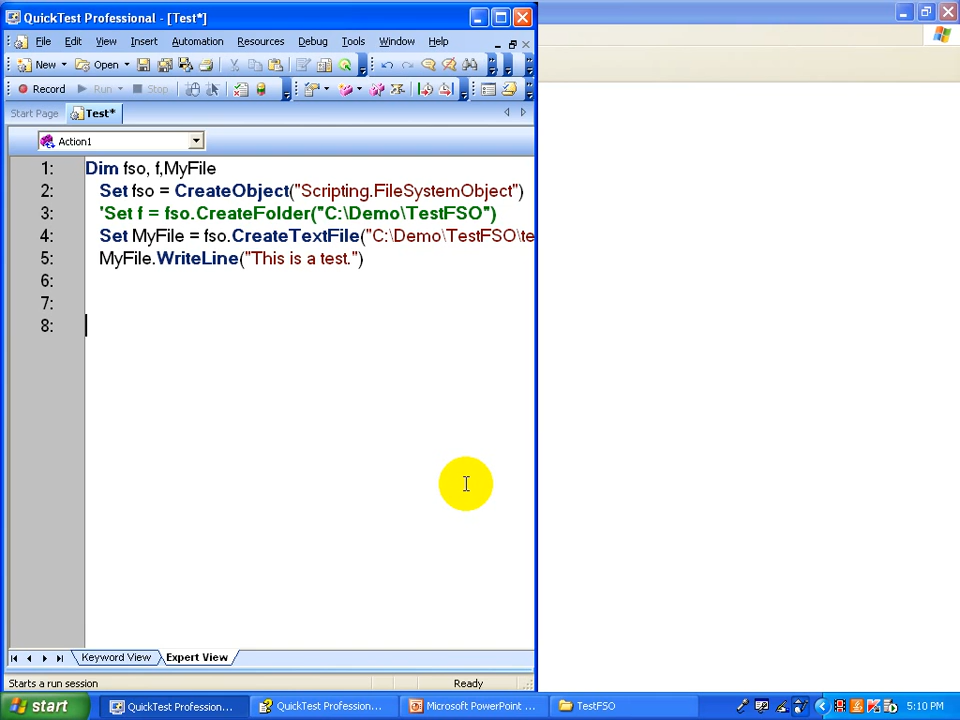 QuickTest Professional - [Test*]
File Edit View Insert Automation Resources Debug Tools Window Help
New Open
Record Run Stop
Start Page Test*
Action1
1: Dim fso, f,MyFile
2: Set fso = CreateObject("Scripting.FileSystemObject")
3: 'Set f = fso.CreateFolder("C:\Demo\TestFSO")
4: Set MyFile = fso.CreateTextFile("C:\Demo\TestFSO\te
5: MyFile.WriteLine("This is a test.")
6:
7:
8:
Keyword View Expert View
Starts a run session Ready
start QuickTest Profession... QuickTest Profession... Microsoft PowerPoint ... TestFSO 5:10 PM